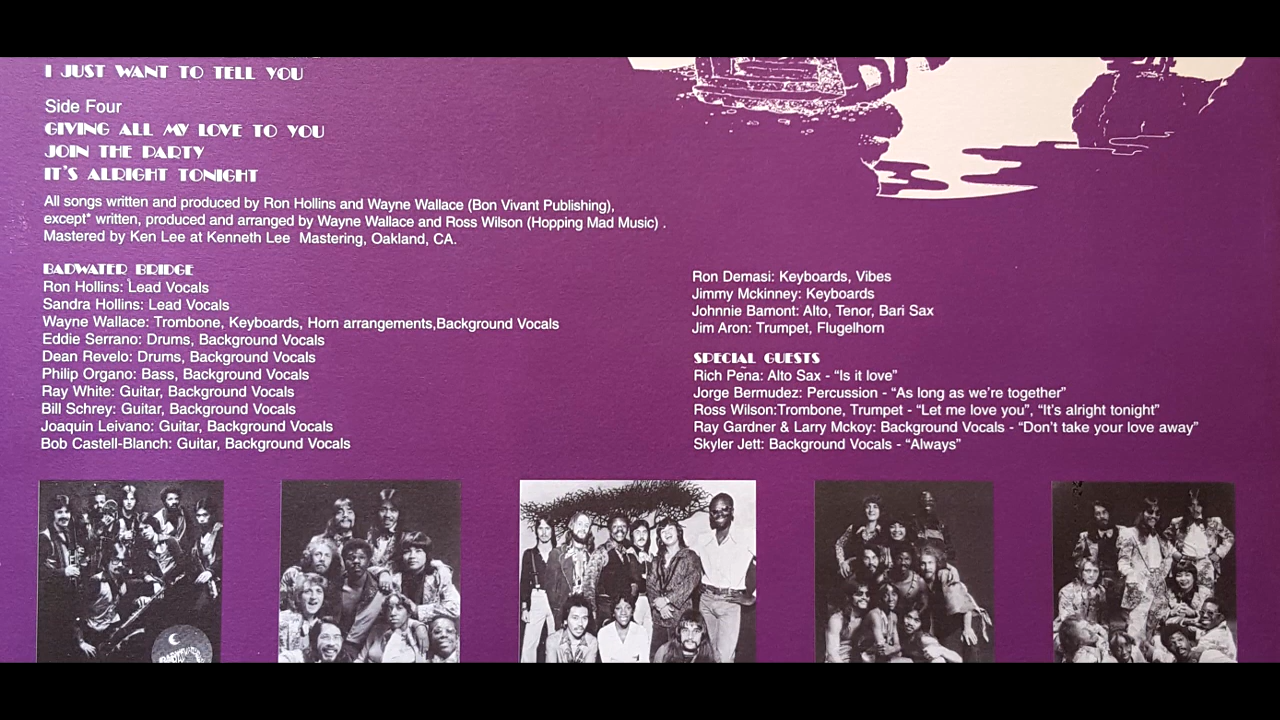 I JUST WANT TO TELL YOU
Side Four
GIVING ALL MY LOVE TO YOU
JOIN THE PARTY
IT'S ALRIGHT TONIGHT
All songs written and produced by Ron Hollins and Wayne Wallace (Bon Vivant Publishing),
except* written, produced and arranged by Wayne Wallace and Ross Wilson (Hopping Mad Music) .
Mastered by Ken Lee at Kenneth Lee Mastering, Oakland, CA.
BADWATER BRIDGE
Ron Hollins: Lead Vocals
Sandra Hollins: Lead Vocals
Wayne Wallace: Trombone, Keyboards, Horn arrangements,Background Vocals
Eddie Serrano: Drums, Background Vocals
Dean Revelo: Drums, Background Vocals
Philip Organo: Bass, Background Vocals
Ray White: Guitar, Background Vocals
Bill Schrey: Guitar, Background Vocals
Joaquin Leivano: Guitar, Background Vocals
Bob Castell-Blanch: Guitar, Background Vocals
Ron Demasi: Keyboards, Vibes
Jimmy Mckinney: Keyboards
Johnnie Bamont: Alto, Tenor, Bari Sax
Jim Aron: Trumpet, Flugelhorn
SPECIAL GUESTS
Rich Peña: Alto Sax - “Is it love”
Jorge Bermudez: Percussion - “As long as we're together”
Ross Wilson:Trombone, Trumpet - “Let me love you”, “It's alright tonight”
Ray Gardner & Larry Mckoy: Background Vocals - “Don't take your love away”
Skyler Jett: Background Vocals - “Always”